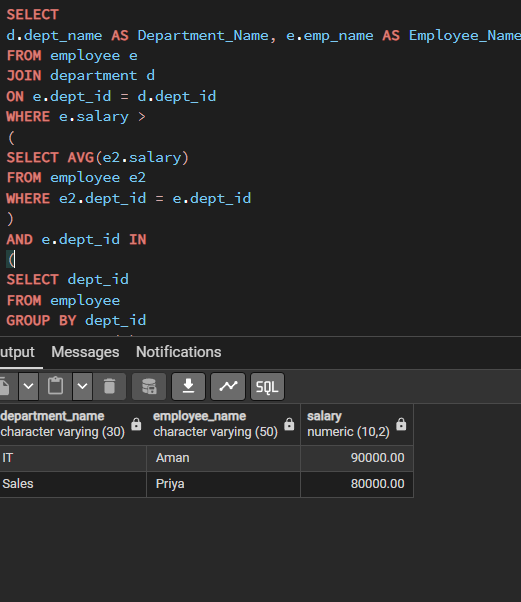 SELECT
d.dept_name AS Department_Name, e.emp_name AS Employee_Name
FROM employee e
JOIN department d
ON e.dept_id = d.dept_id
WHERE e.salary >
(
SELECT AVG(e2.salary)
FROM employee e2
WHERE e2.dept_id = e.dept_id
)
AND e.dept_id IN
(
SELECT dept_id
FROM employee
GROUP BY dept_id
utput Messages Notifications
SQL
department_name employee_name salary
character varying (30) character varying (50) numeric (10,2)
IT Aman 90000.00
Sales Priya 80000.00